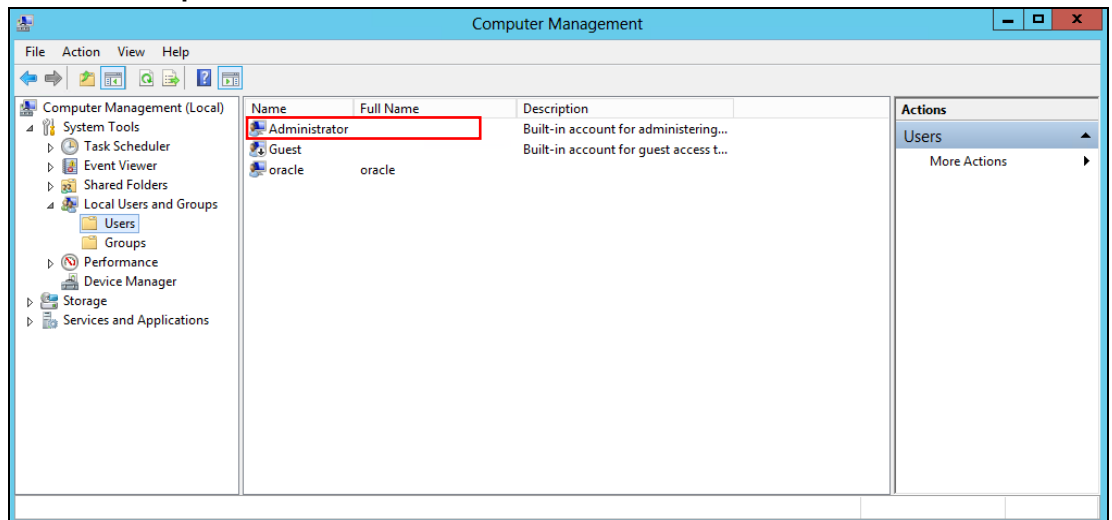 Computer Management
File Action View Help
Computer Management (Local)
System Tools
Task Scheduler
Event Viewer
Shared Folders
Local Users and Groups
Users
Groups
Performance
Device Manager
Storage
Services and Applications
Name Full Name Description
Administrator Built-in account for administering...
Guest Built-in account for guest access t...
oracle oracle
Actions
Users
More Actions